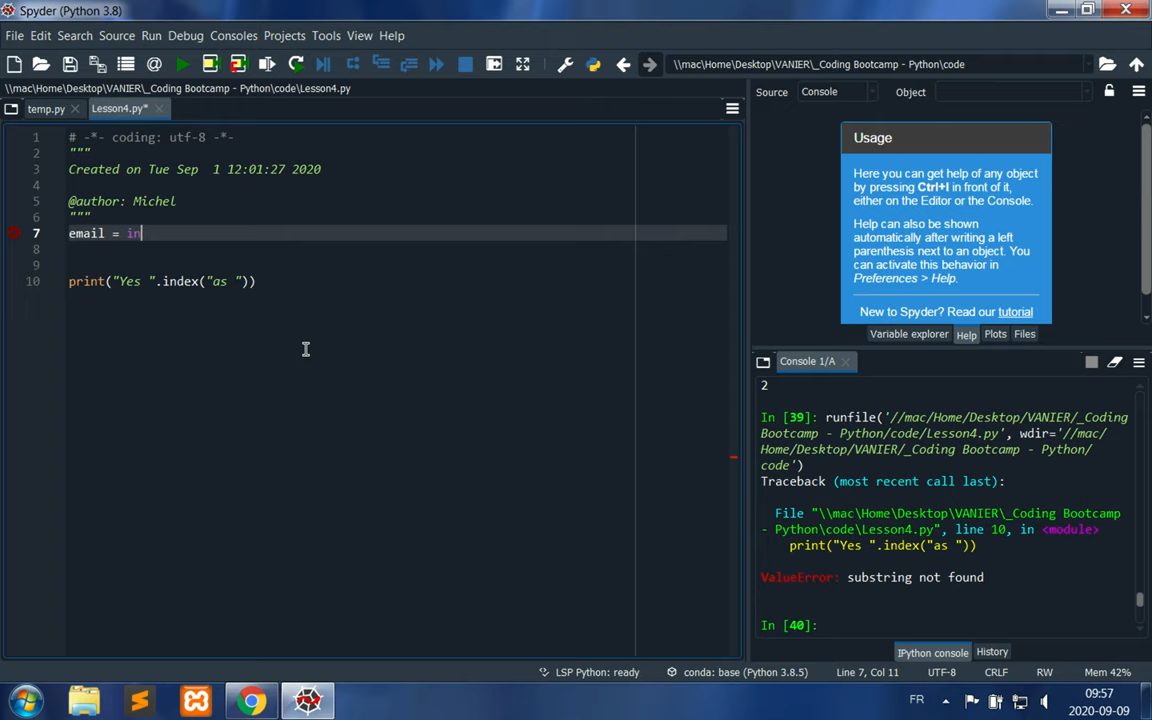 Spyder (Python 3.8)
File Edit Search Source Run Debug Consoles Projects Tools View Help
\\mac\Home\Desktop\VANIER\_Coding Bootcamp - Python\code
\\mac\Home\Desktop\VANIER\_Coding Bootcamp - Python\code\Lesson4.py
temp.py Lesson4.py*
1 # -*- coding: utf-8 -*-
2 """
3 Created on Tue Sep  1 12:01:27 2020
4
5 @author: Michel
6 """
7 email = in
8
9
10 print("Yes ".index("as "))
Source Console Object
Usage
Here you can get help of any object
by pressing Ctrl+I in front of it,
either on the Editor or the Console.
Help can also be shown
automatically after writing a left
parenthesis next to an object. You
can activate this behavior in
Preferences > Help.
New to Spyder? Read our tutorial
Variable explorer Help Plots Files
Console 1/A
2
In [39]: runfile('//mac/Home/Desktop/VANIER/_Coding
Bootcamp - Python/code/Lesson4.py', wdir='//mac/
Home/Desktop/VANIER/_Coding Bootcamp - Python/
code')
Traceback (most recent call last):
File "\\mac\Home\Desktop\VANIER\_Coding Bootcamp
- Python\code\Lesson4.py", line 10, in <module>
print("Yes ".index("as "))
ValueError: substring not found
In [40]:
IPython console History
LSP Python: ready conda: base (Python 3.8.5) Line 7, Col 11 UTF-8 CRLF RW Mem 42%
FR 09:57
2020-09-09